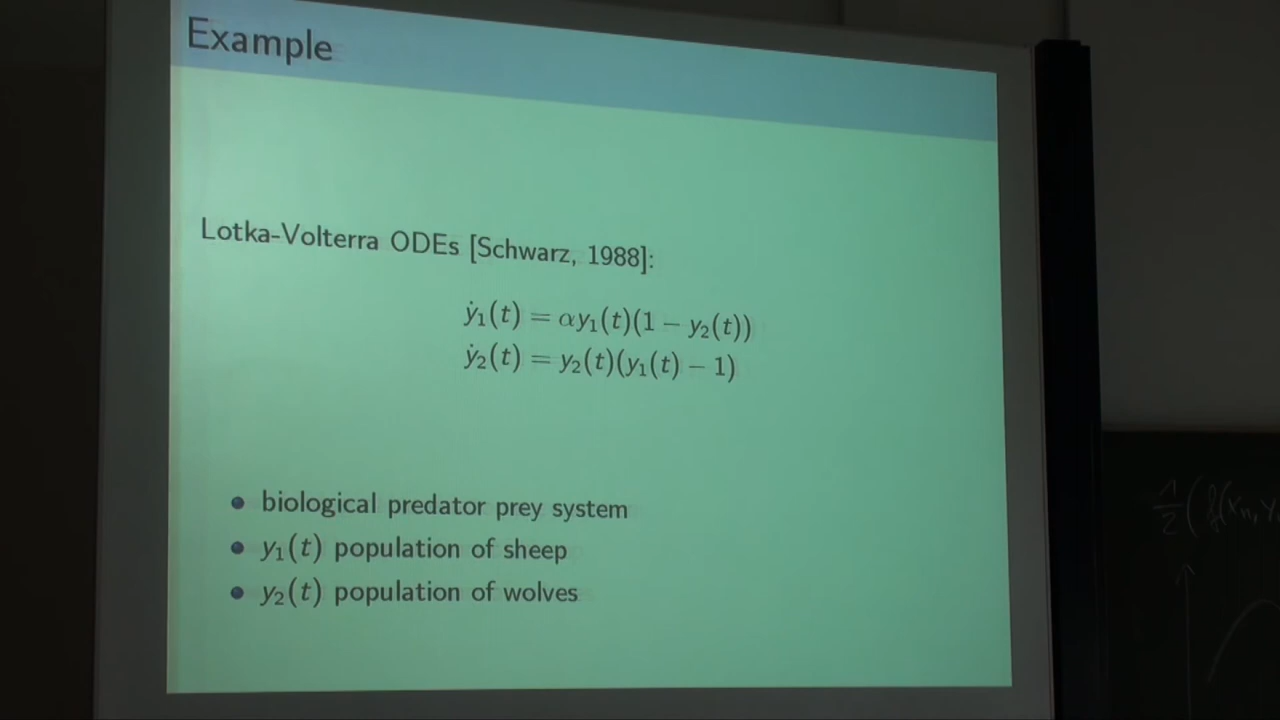 Example
Lotka-Volterra ODEs [Schwarz, 1988]:
ẏ₁(t) = αy₁(t)(1 − y₂(t))
ẏ₂(t) = y₂(t)(y₁(t) − 1)
• biological predator prey system
• y₁(t) population of sheep
• y₂(t) population of wolves